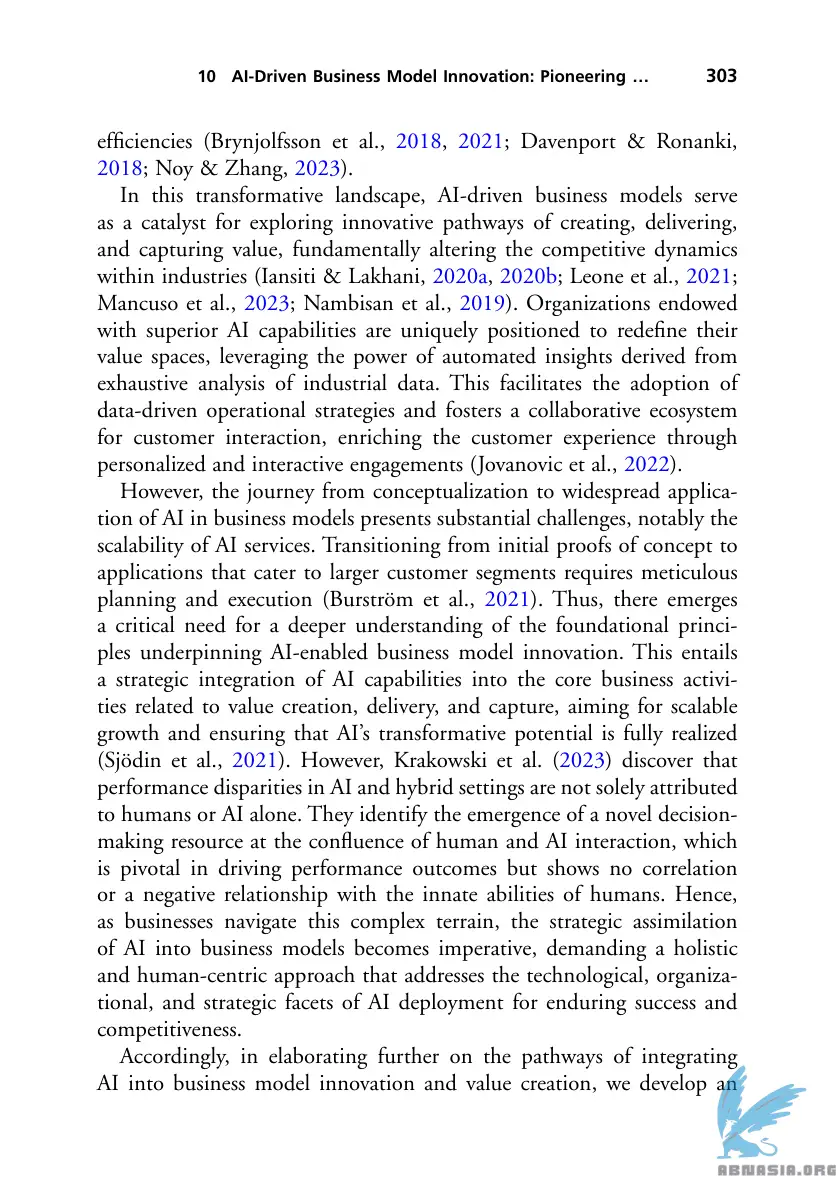 10 AI-Driven Business Model Innovation: Pioneering … 303
efficiencies (Brynjolfsson et al., 2018, 2021; Davenport & Ronanki,
2018; Noy & Zhang, 2023).
In this transformative landscape, AI-driven business models serve
as a catalyst for exploring innovative pathways of creating, delivering,
and capturing value, fundamentally altering the competitive dynamics
within industries (Iansiti & Lakhani, 2020a, 2020b; Leone et al., 2021;
Mancuso et al., 2023; Nambisan et al., 2019). Organizations endowed
with superior AI capabilities are uniquely positioned to redefine their
value spaces, leveraging the power of automated insights derived from
exhaustive analysis of industrial data. This facilitates the adoption of
data-driven operational strategies and fosters a collaborative ecosystem
for customer interaction, enriching the customer experience through
personalized and interactive engagements (Jovanovic et al., 2022).
However, the journey from conceptualization to widespread applica-
tion of AI in business models presents substantial challenges, notably the
scalability of AI services. Transitioning from initial proofs of concept to
applications that cater to larger customer segments requires meticulous
planning and execution (Burström et al., 2021). Thus, there emerges
a critical need for a deeper understanding of the foundational princi-
ples underpinning AI-enabled business model innovation. This entails
a strategic integration of AI capabilities into the core business activi-
ties related to value creation, delivery, and capture, aiming for scalable
growth and ensuring that AI's transformative potential is fully realized
(Sjödin et al., 2021). However, Krakowski et al. (2023) discover that
performance disparities in AI and hybrid settings are not solely attributed
to humans or AI alone. They identify the emergence of a novel decision-
making resource at the confluence of human and AI interaction, which
is pivotal in driving performance outcomes but shows no correlation
or a negative relationship with the innate abilities of humans. Hence,
as businesses navigate this complex terrain, the strategic assimilation
of AI into business models becomes imperative, demanding a holistic
and human-centric approach that addresses the technological, organiza-
tional, and strategic facets of AI deployment for enduring success and
competitiveness.
Accordingly, in elaborating further on the pathways of integrating
AI into business model innovation and value creation, we develop an
ABNASIA.ORG